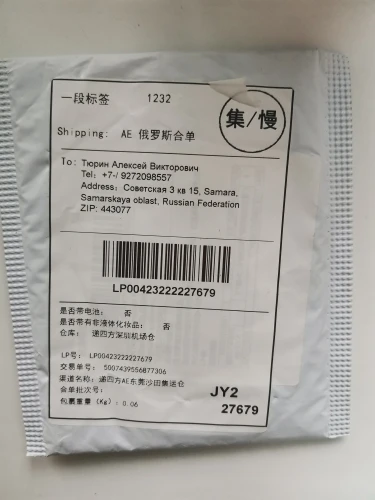 一段标签 1232
集/慢
Shipping: AE 俄罗斯合单
To: Тюрин Алексей Викторович
Tel: +7-/ 9272098557
Address: Советская 3 кв 15, Samara,
Samarskaya oblast, Russian Federation
ZIP: 443077
LP00423222227679
是否带电池: 否
是否带有非液体化妆品: 否
仓库: 递四方深圳机场仓
LP号: LP00423222227679
交易单号: 5007439556877306
渠道名称: 递四方AE东莞沙田集运仓
合单批次号:
包裹重量(Kg): 0.06
JY2
27679